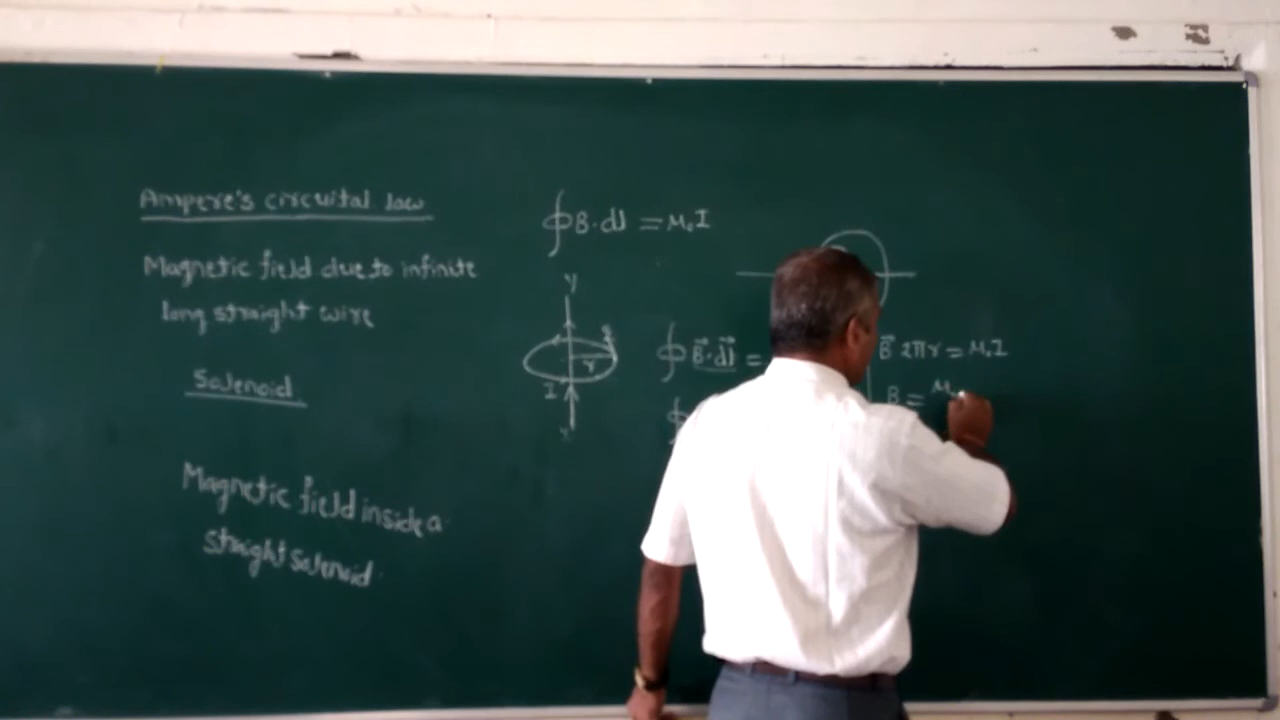 Ampere's circuital law
∮B.dl = μ₀I
Magnetic field due to infinite
long straight wire
Y
r
I
X
∮ B⃗.dl⃗ =
B⃗ 2πr = μ₀I
B = μ₀
Solenoid
Magnetic field inside a
straight solenoid.